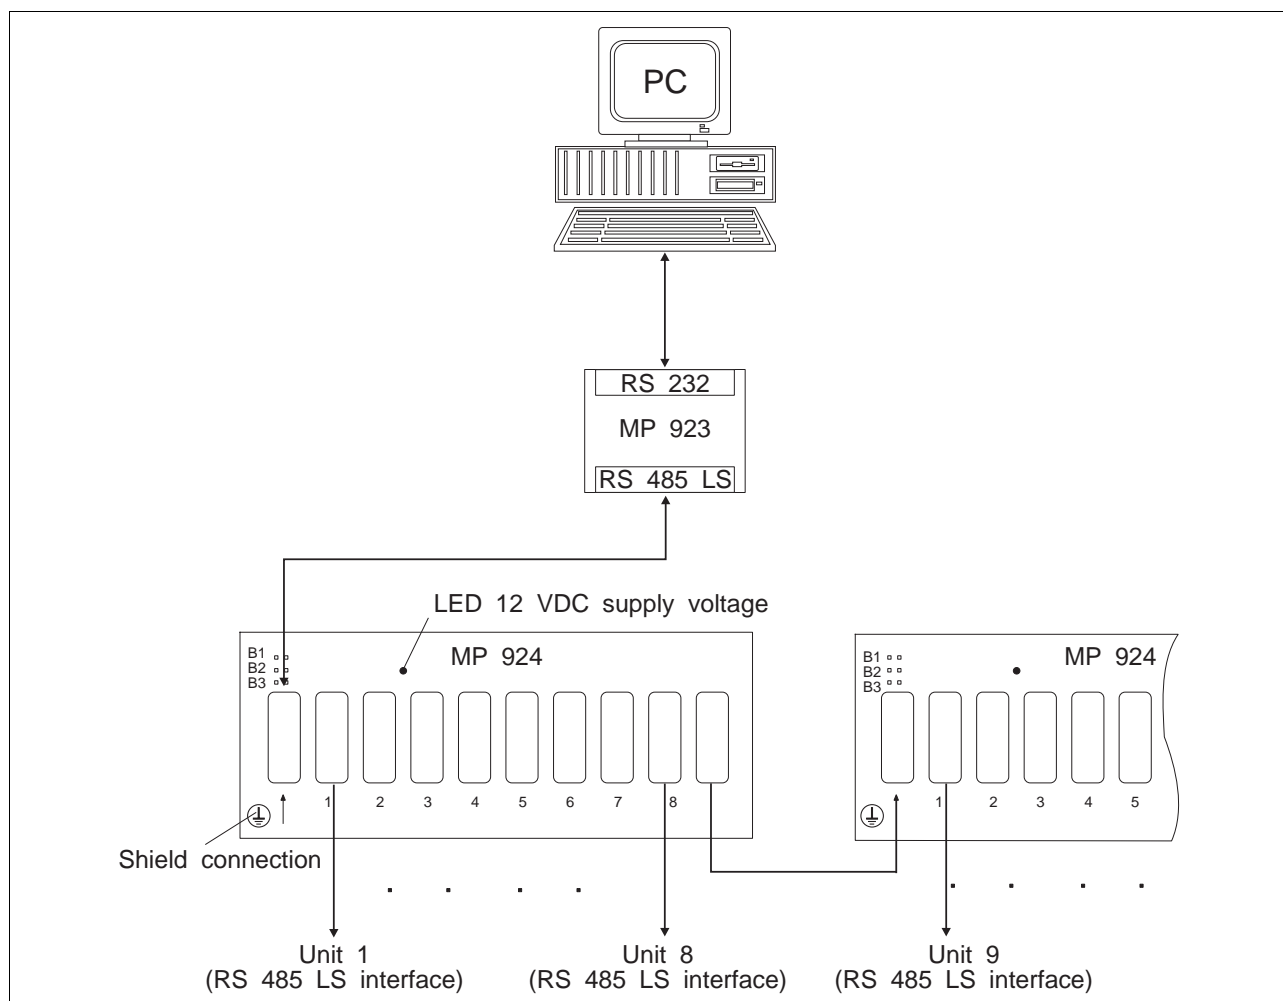 PC
RS 232
MP 923
RS 485 LS
LED 12 VDC supply voltage
B1
B2
B3
MP 924
1 2 3 4 5 6 7 8
Shield connection
B1
B2
B3
MP 924
1 2 3 4 5
Unit 1
(RS 485 LS interface)
Unit 8
(RS 485 LS interface)
Unit 9
(RS 485 LS interface)